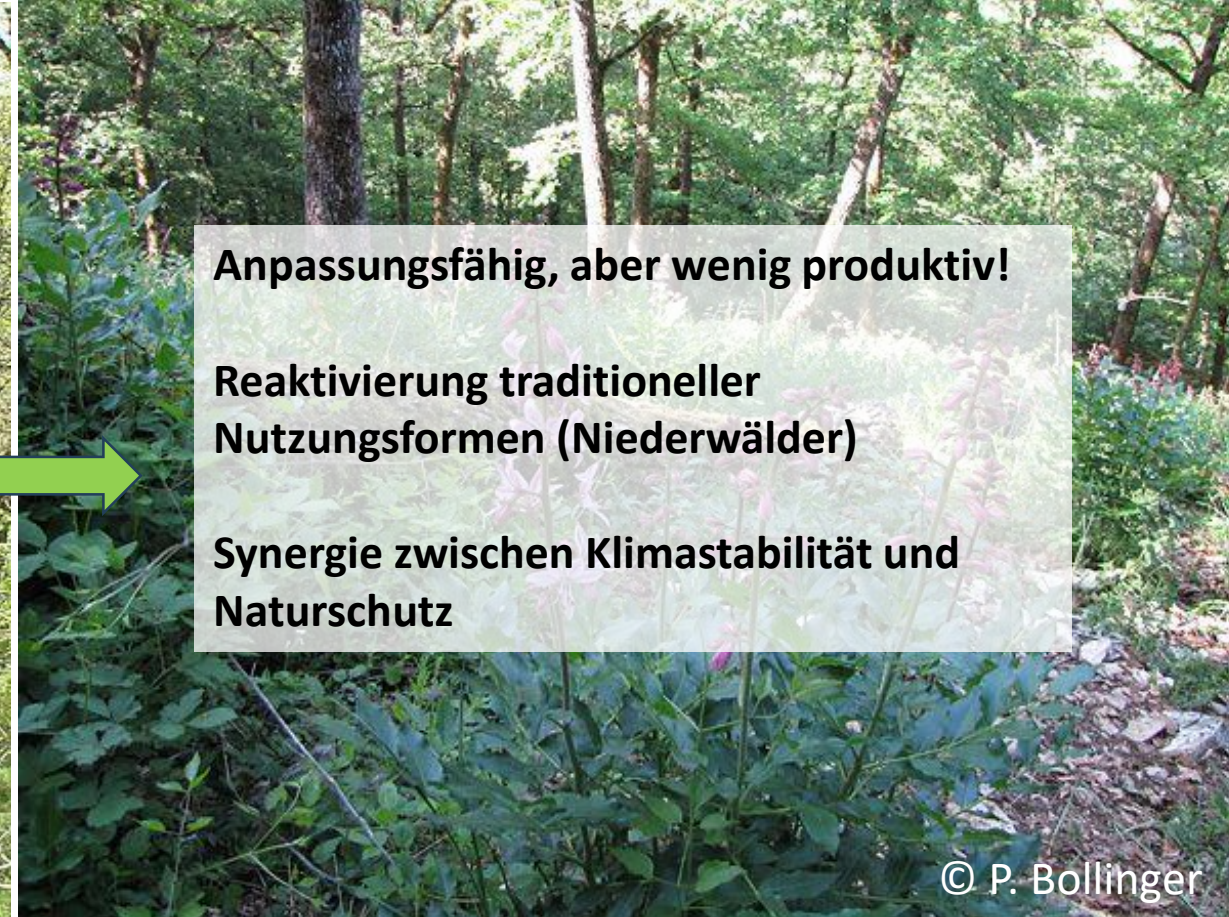 Anpassungsfähig, aber wenig produktiv!
Reaktivierung traditioneller
Nutzungsformen (Niederwälder)
Synergie zwischen Klimastabilität und
Naturschutz
© P. Bollinger